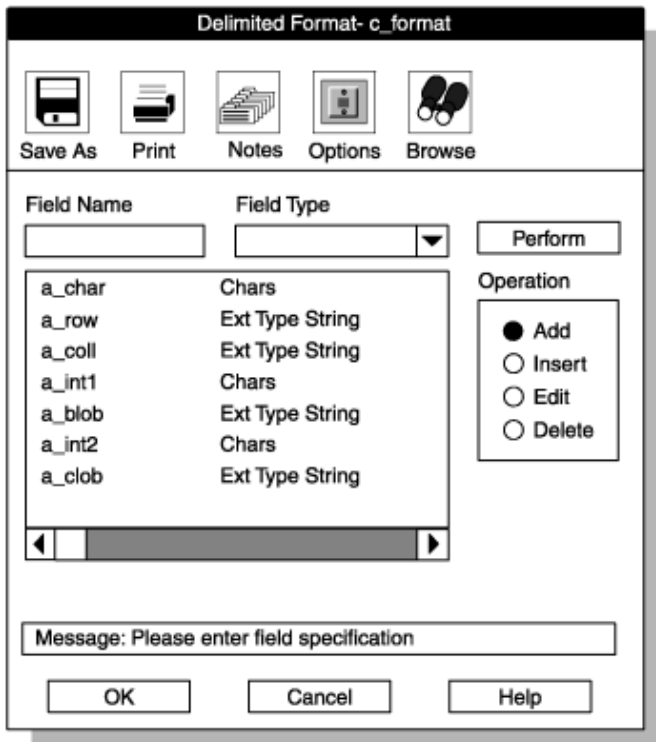 Delimited Format- c_format
Save As Print Notes Options Browse
Field Name Field Type
Perform
a_char Chars
a_row Ext Type String
a_coll Ext Type String
a_int1 Chars
a_blob Ext Type String
a_int2 Chars
a_clob Ext Type String
Operation
Add
Insert
Edit
Delete
Message: Please enter field specification
OK Cancel Help